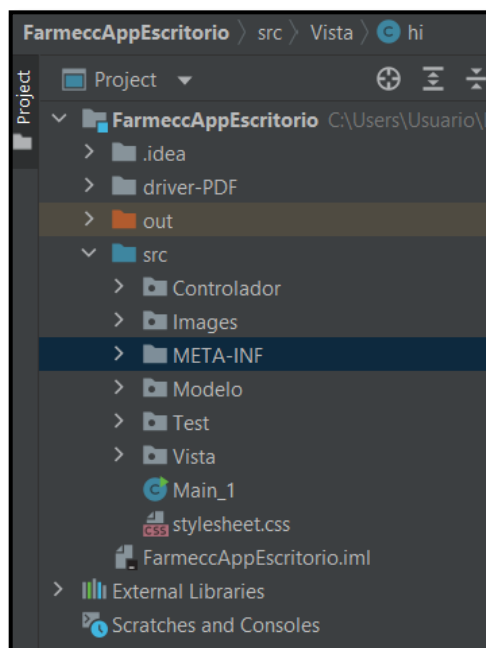 FarmeccAppEscritorio 〉 src 〉 Vista 〉 C hi
Project
Project
FarmeccAppEscritorio C:\Users\Usuario\
.idea
driver-PDF
out
src
Controlador
Images
META-INF
Modelo
Test
Vista
C Main_1
CSS stylesheet.css
FarmeccAppEscritorio.iml
External Libraries
Scratches and Consoles